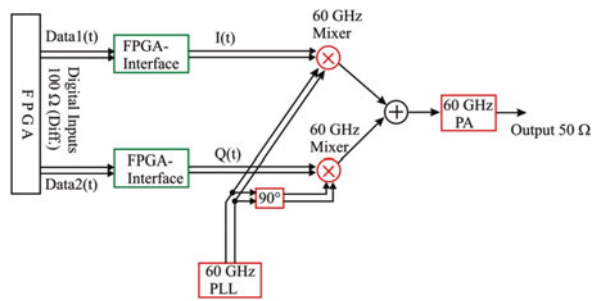 60 GHz
Mixer
Data1(t)
FPGA-
Interface
I(t)
FPGA
Digital Inputs
100 Ω (Diff.)
60 GHz
Mixer
+
60 GHz
PA
Output 50 Ω
FPGA-
Interface
Q(t)
Data2(t)
90°
60 GHz
PLL